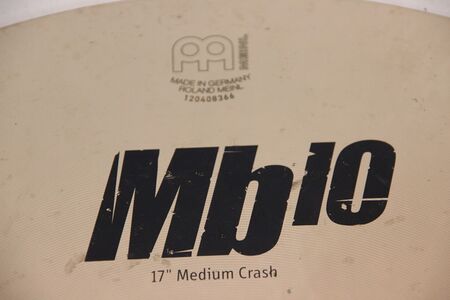 MEINL
MADE IN GERMANY
ROLAND MEINL
120408366
Mb10
17" Medium Crash